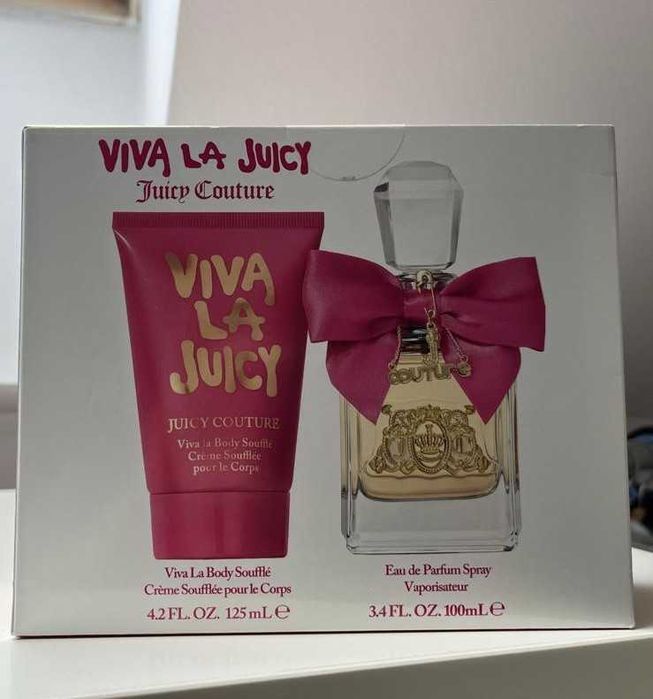 VIVA LA JUICY
Juicy Couture
VIVA
LA
JUICY
JUICY COUTURE
Viva la Body Soufflé
Crème Soufflée
pour le Corps
COUTURE
J C
Viva La Body Soufflé
Crème Soufflée pour le Corps
4.2 FL. OZ. 125 mL ℮
Eau de Parfum Spray
Vaporisateur
3.4 FL. OZ. 100mL ℮